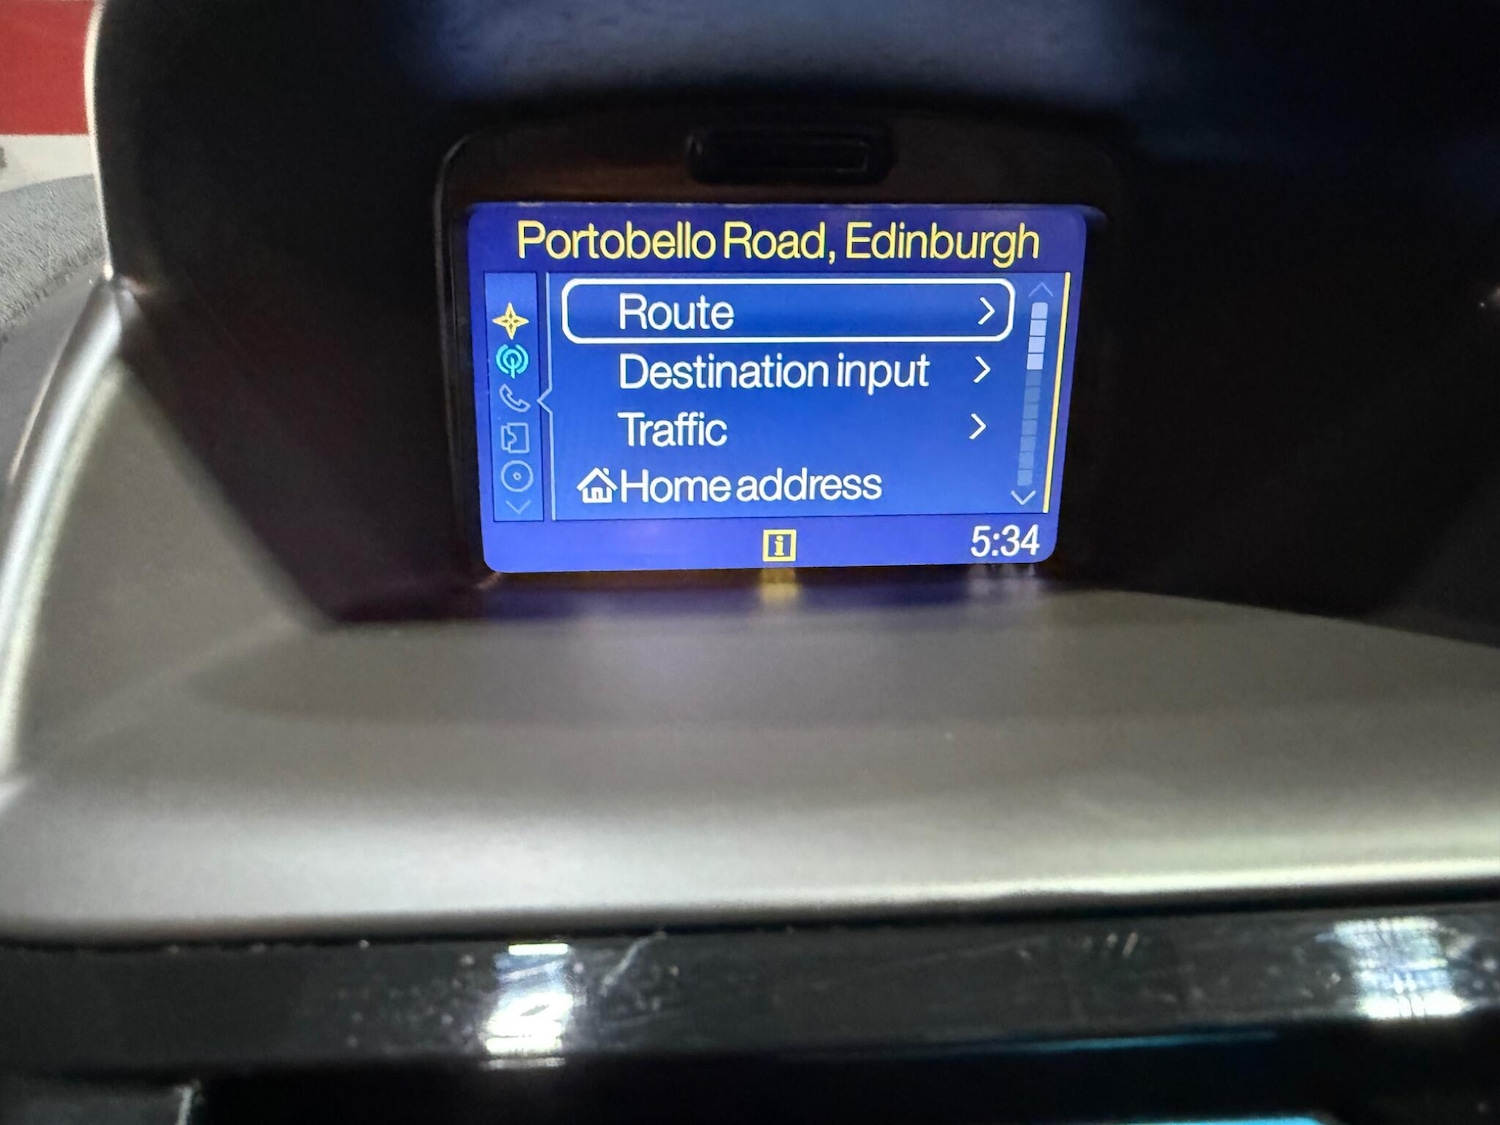 Portobello Road, Edinburgh
Route
Destination input
Traffic
Home address
i 5:34